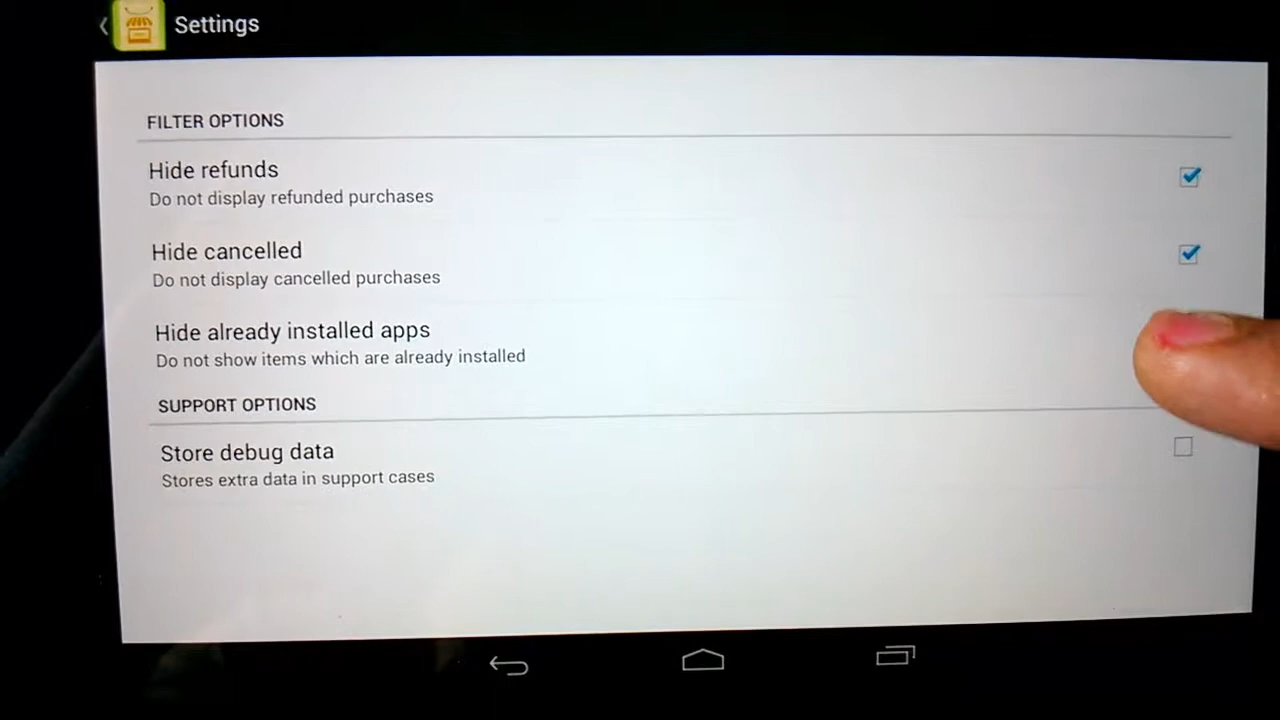 Settings
FILTER OPTIONS
Hide refunds
Do not display refunded purchases
Hide cancelled
Do not display cancelled purchases
Hide already installed apps
Do not show items which are already installed
SUPPORT OPTIONS
Store debug data
Stores extra data in support cases